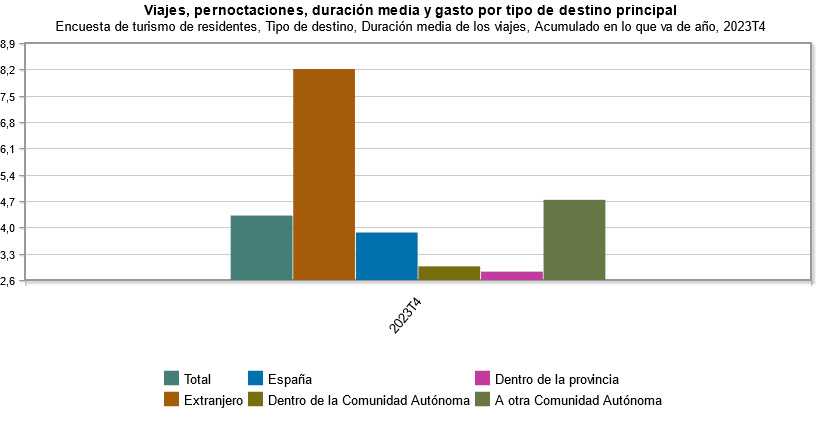 Viajes, pernoctaciones, duración media y gasto por tipo de destino principal
Encuesta de turismo de residentes, Tipo de destino, Duración media de los viajes, Acumulado en lo que va de año, 2023T4
8,9
8,2
7,5
6,8
6,1
5,4
4,7
4,0
3,3
2,6
2023T4
Total
España
Dentro de la provincia
Extranjero
Dentro de la Comunidad Autónoma
A otra Comunidad Autónoma